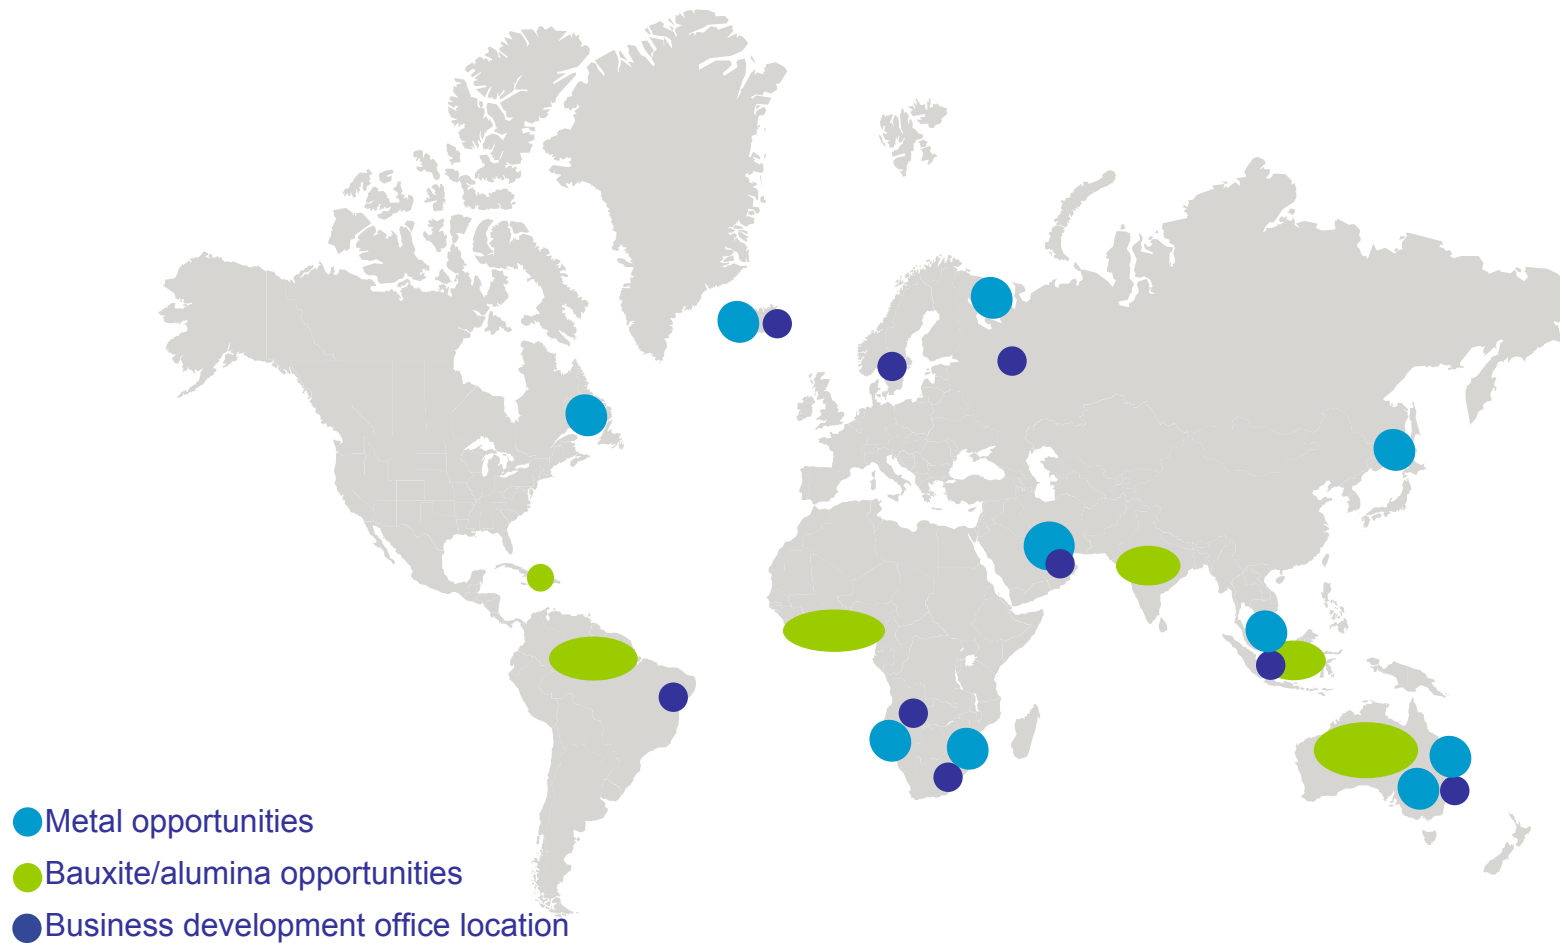 Metal opportunities
Bauxite/alumina opportunities
Business development office location